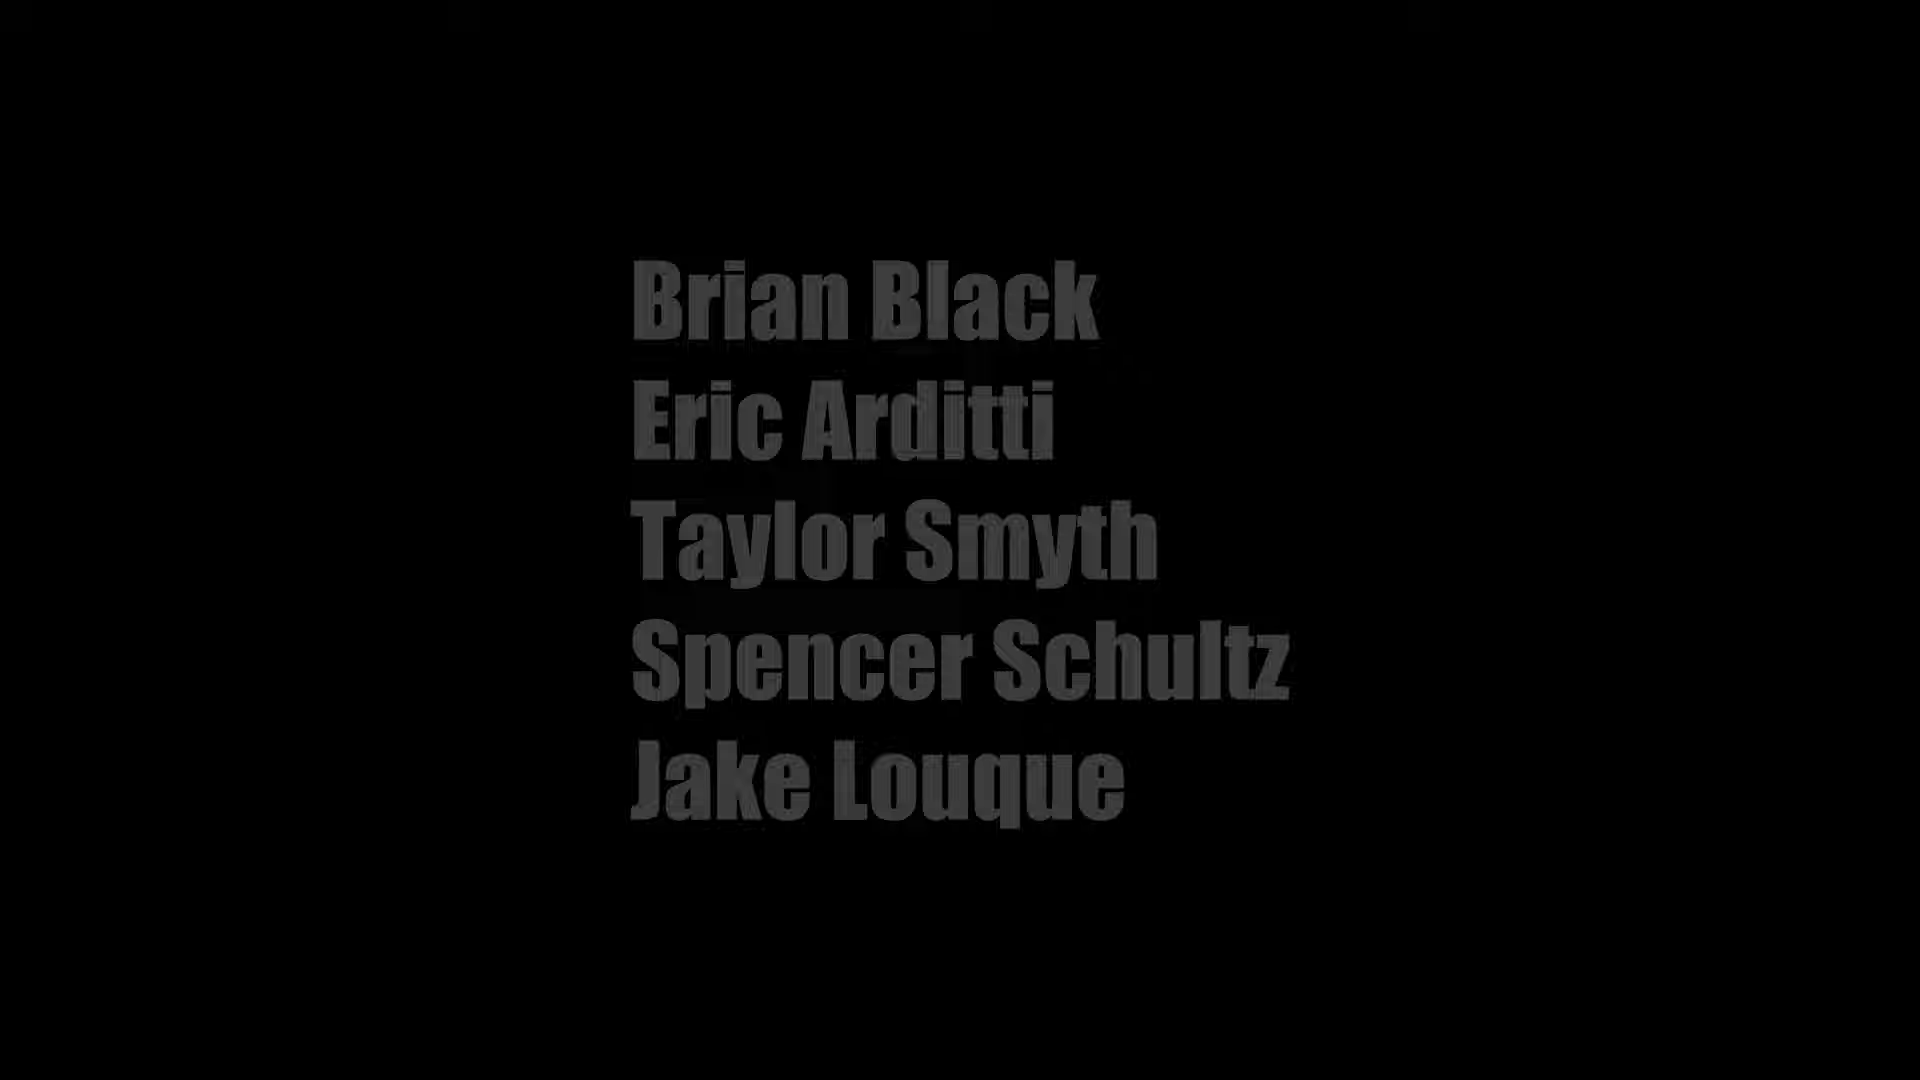 Brian Black
Eric Arditti
Taylor Smyth
Spencer Schultz
Jake Louque